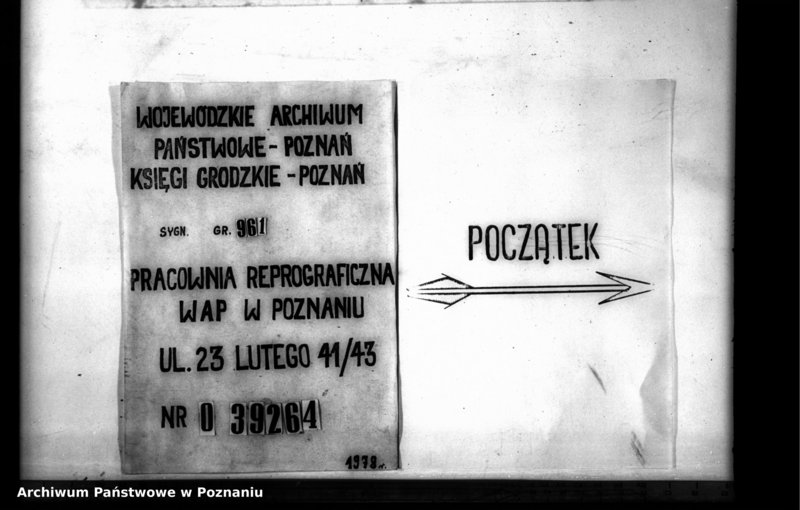 WOJEWÓDZKIE ARCHIWUM
PAŃSTWOWE - POZNAŃ
KSIĘGI GRODZKIE - POZNAŃ
SYGN. GR. 961
PRACOWNIA REPROGRAFICZNA
WAP W POZNANIU
UL. 23 LUTEGO 41/43
NR 0 39264
1979 r.
POCZĄTEK
Archiwum Państwowe w Poznaniu